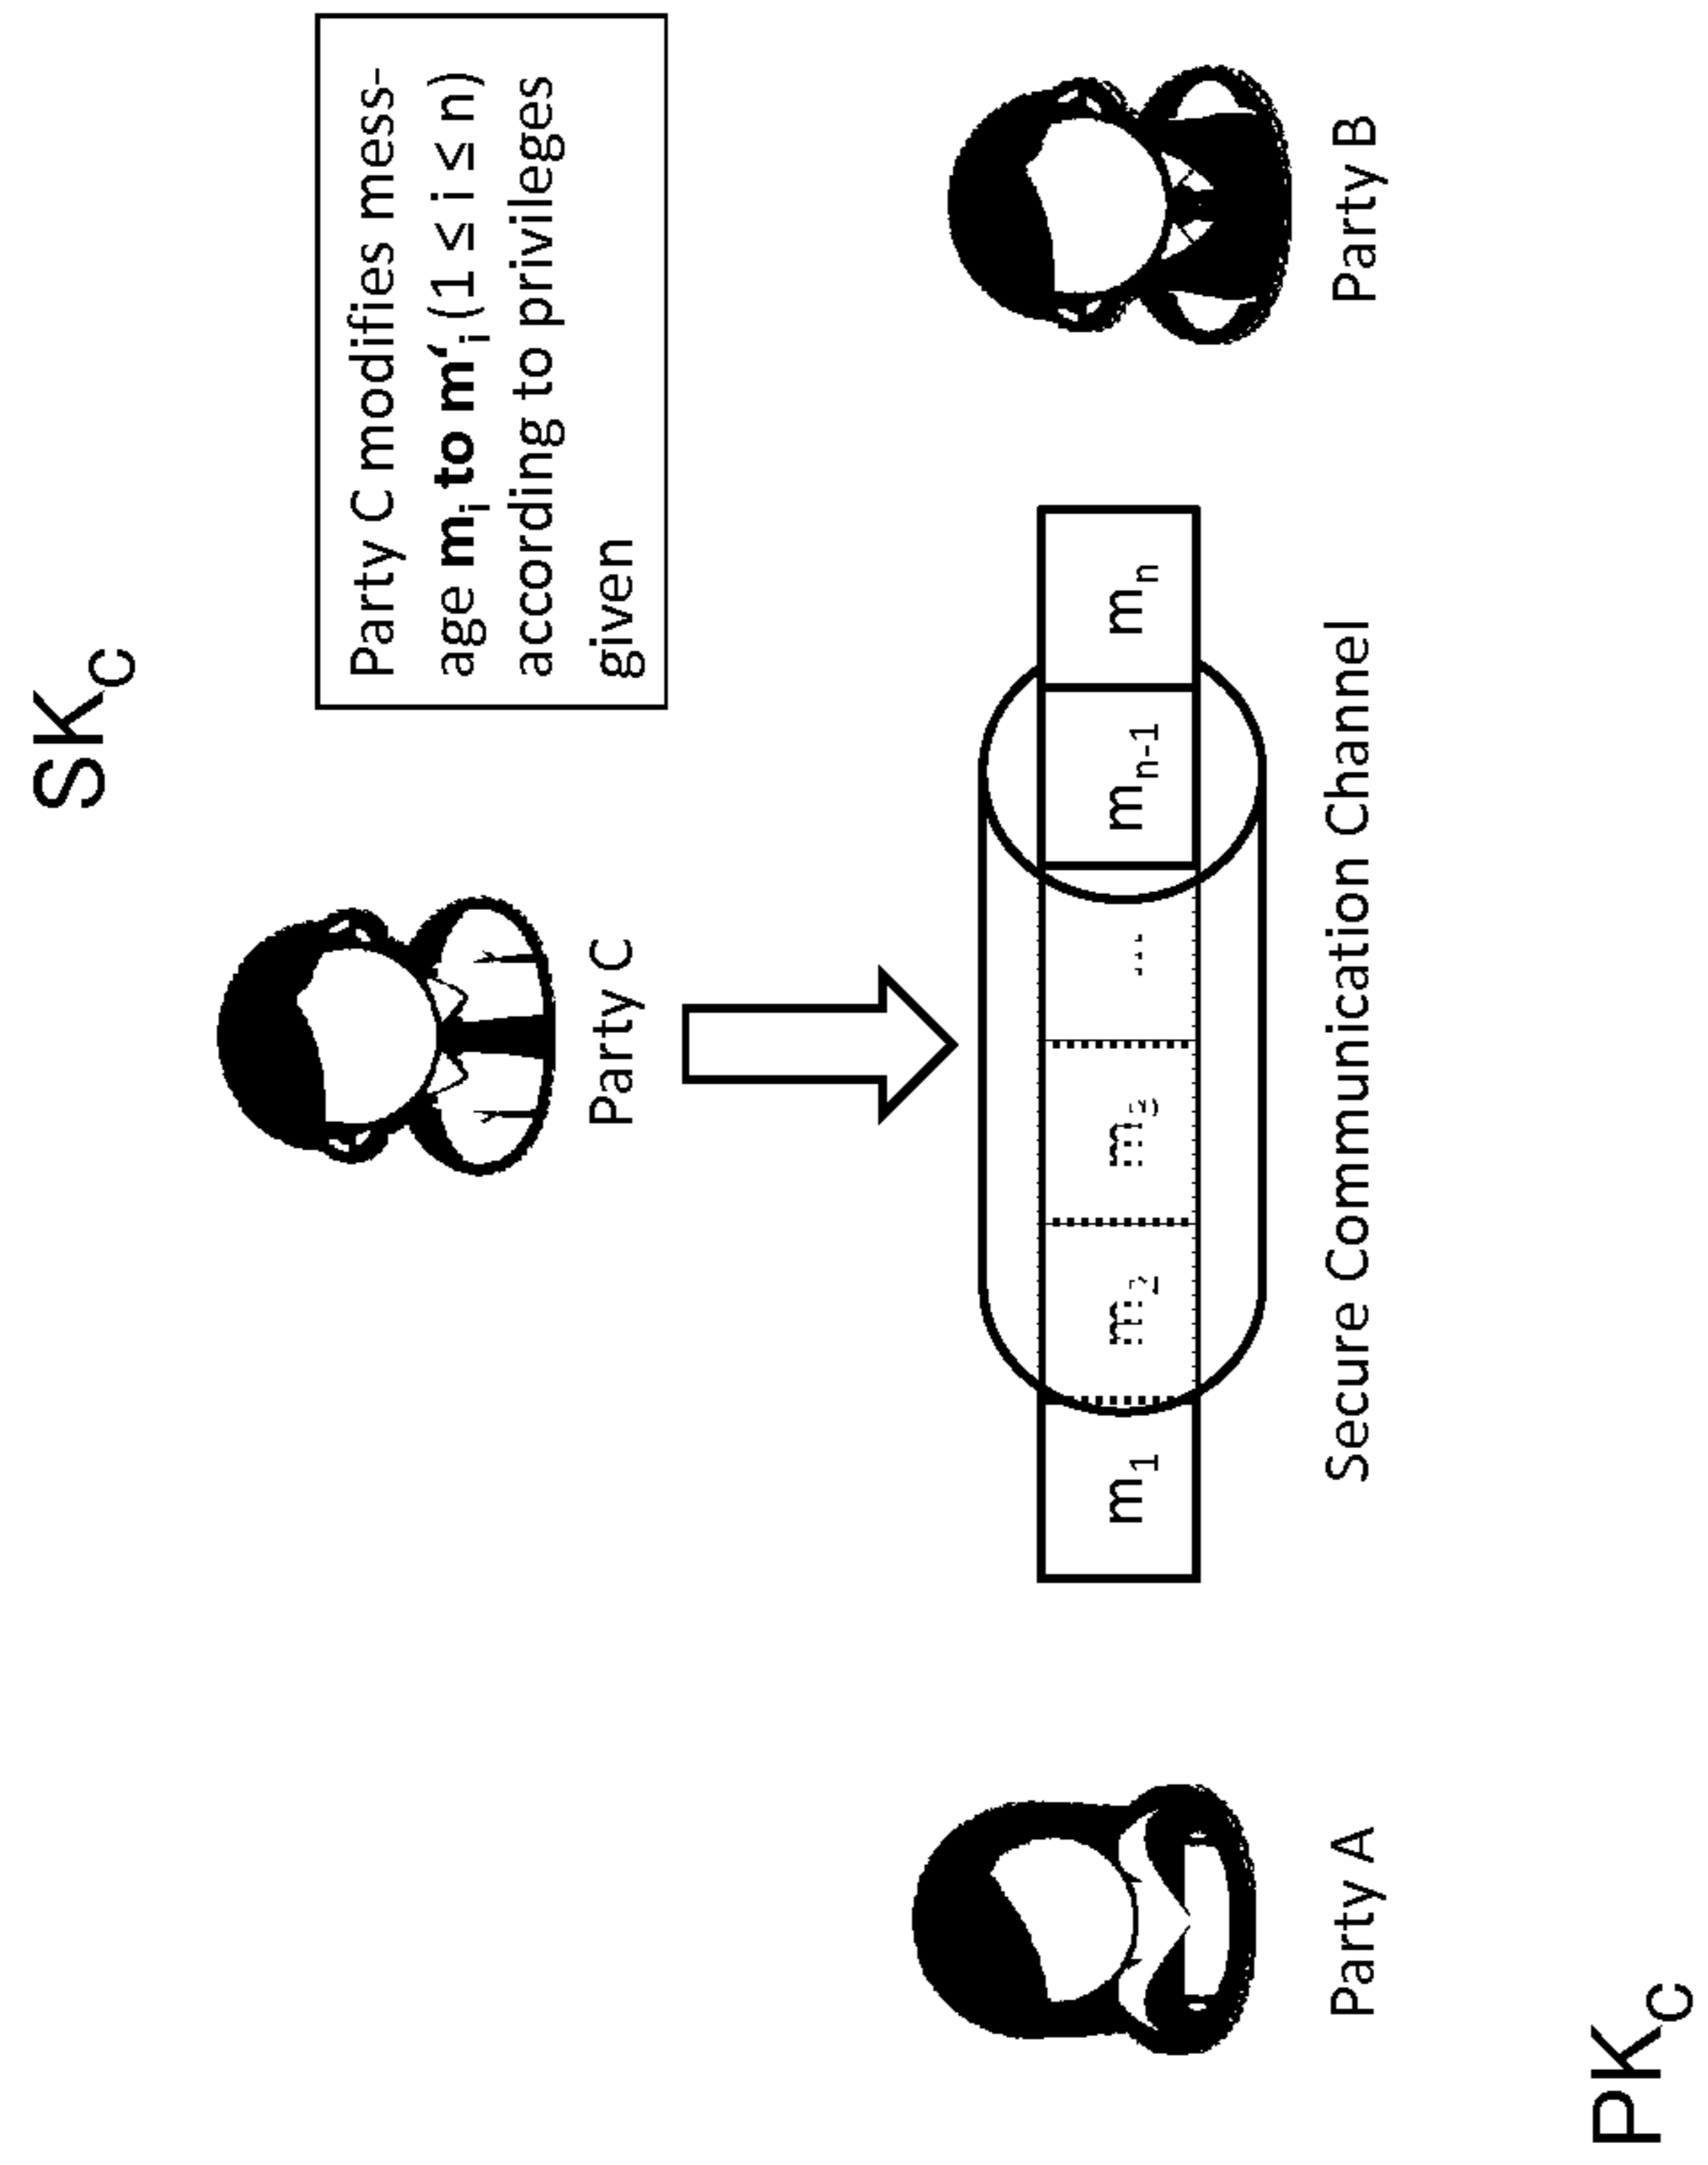 SK_C
Party C modifies mess-
age m_i to m'_i (1 ≤ i ≤ n)
according to privileges
given
Party C
m_1
m_2
m_3
...
m_n-1
m_n
Party A
Secure Communication Channel
Party B
PK_C